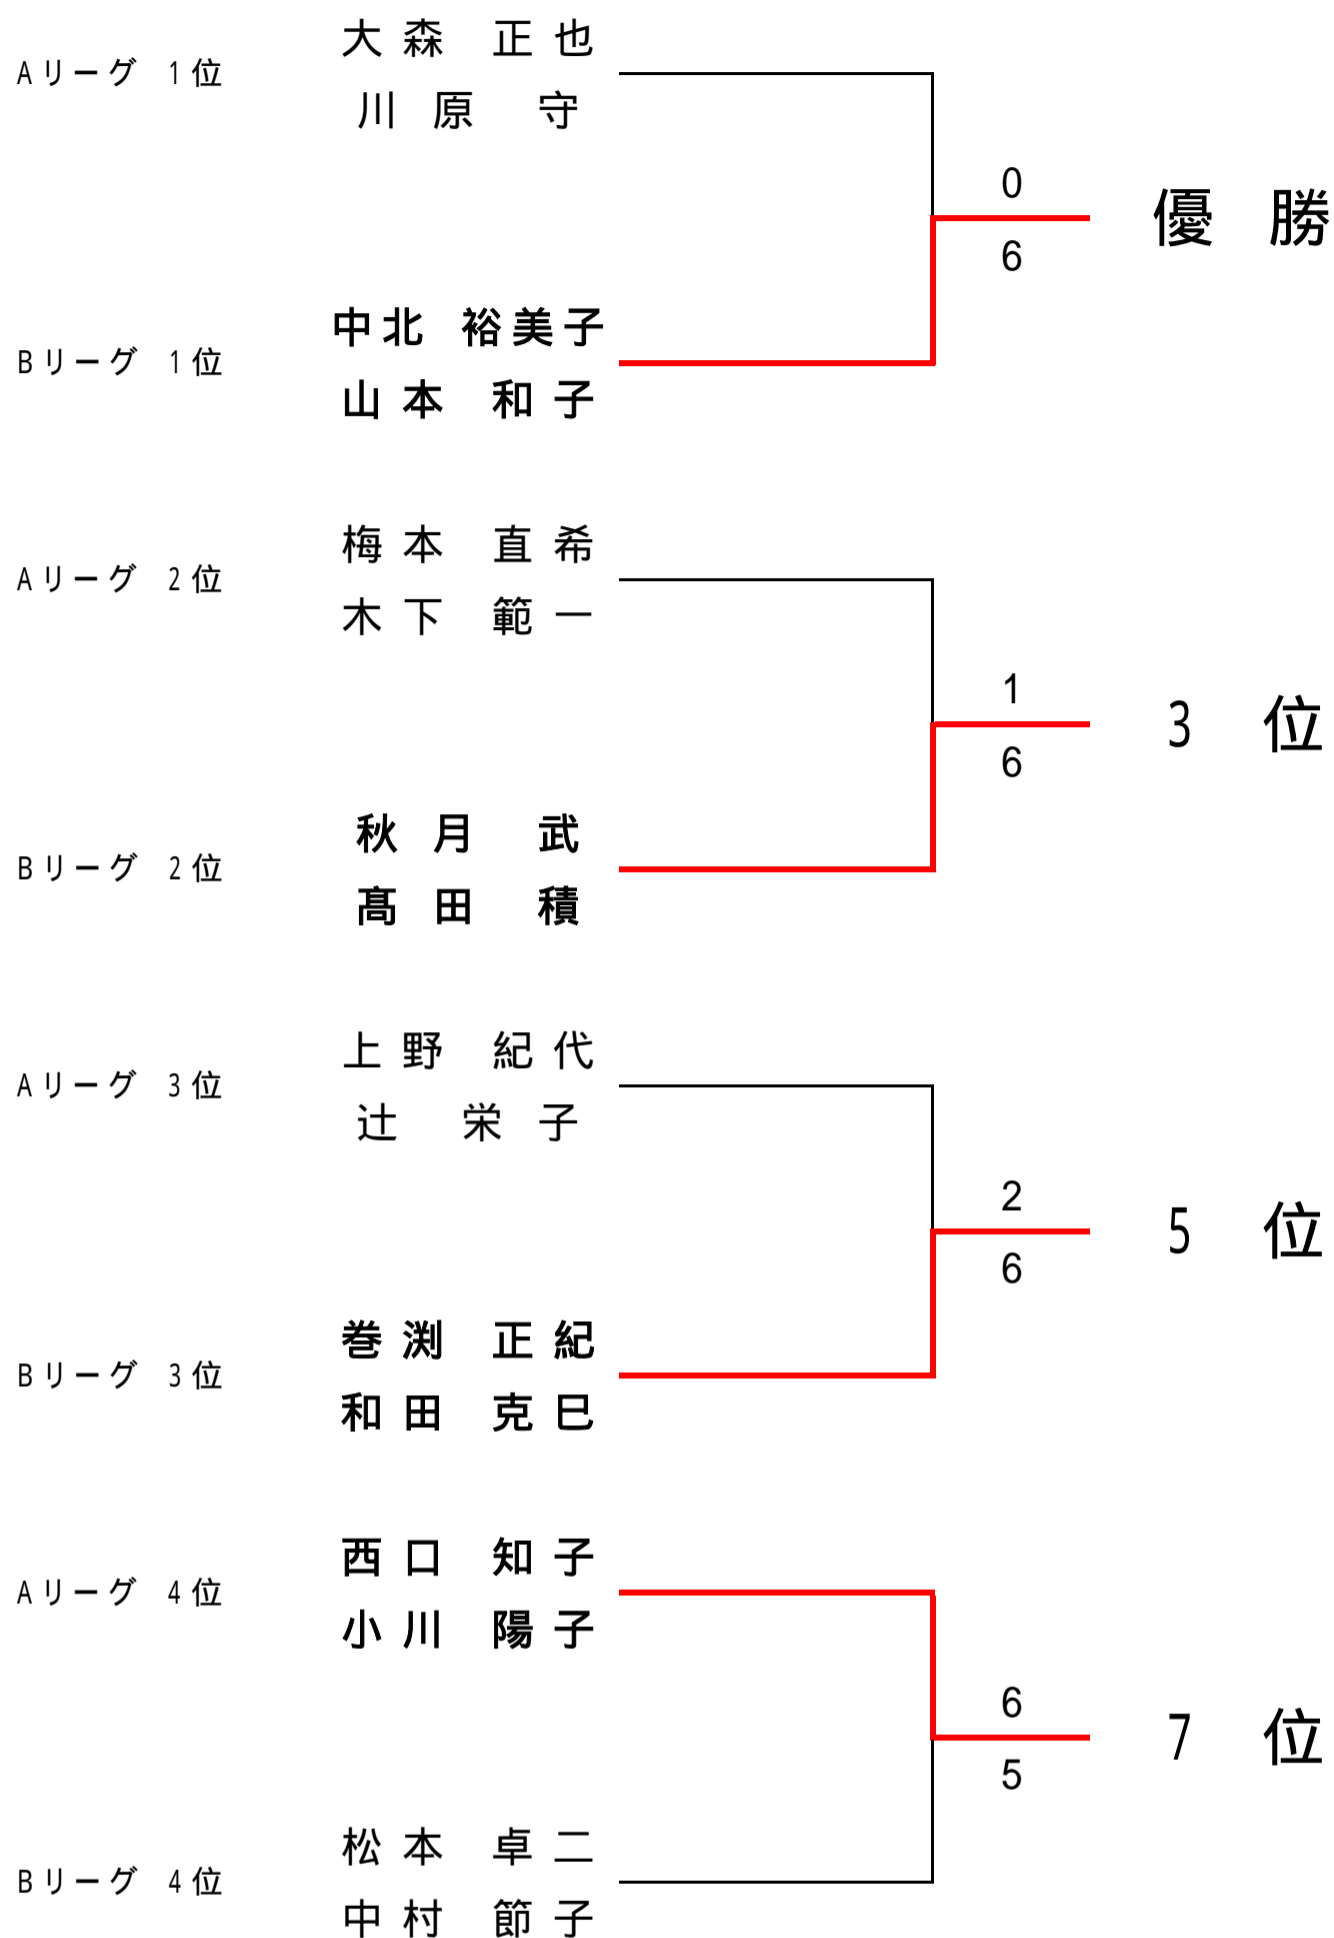 大森 正也
Aリーグ 1位
川原 守
0
優 勝
6
中北 裕美子
Bリーグ 1位
山本 和子
梅本 直希
Aリーグ 2位
木下 範一
1
3 位
6
秋月 武
Bリーグ 2位
髙田 積
上野 紀代
Aリーグ 3位
辻 栄子
2
5 位
6
巻渕 正紀
Bリーグ 3位
和田 克巳
西口 知子
Aリーグ 4位
小川 陽子
6
7 位
5
松本 卓二
Bリーグ 4位
中村 節子